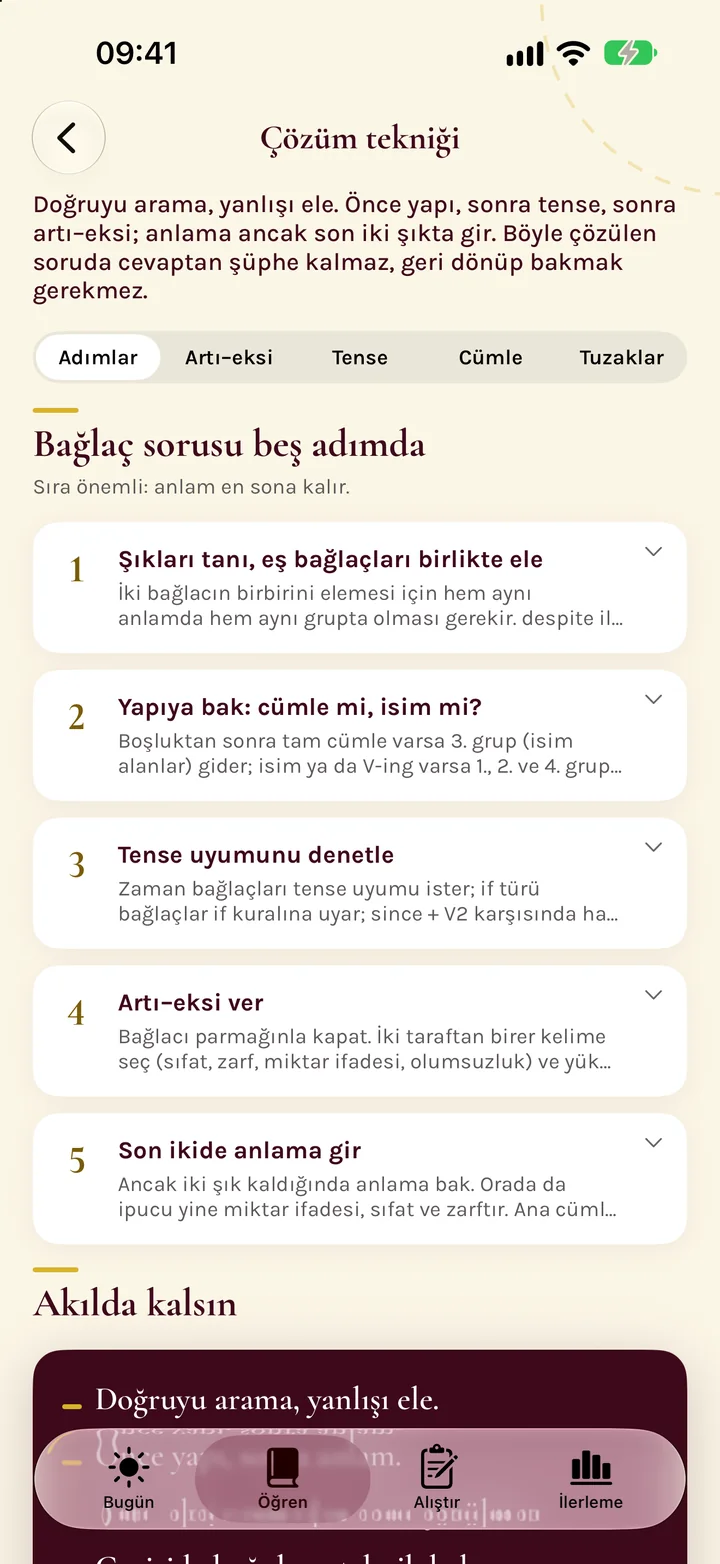 09:41
Çözüm tekniği
Doğruyu arama, yanlışı ele. Önce yapı, sonra tense, sonra
artı–eksi; anlama ancak son iki şıkta gir. Böyle çözülen
soruda cevaptan şüphe kalmaz, geri dönüp bakmak
gerekmez.
Adımlar Artı–eksi Tense Cümle Tuzaklar
Bağlaç sorusu beş adımda
Sıra önemli: anlam en sona kalır.
1 Şıkları tanı, eş bağlaçları birlikte ele
İki bağlacın birbirini elemesi için hem aynı
anlamda hem aynı grupta olması gerekir. despite il…
2 Yapıya bak: cümle mi, isim mi?
Boşluktan sonra tam cümle varsa 3. grup (isim
alanlar) gider; isim ya da V-ing varsa 1., 2. ve 4. grup…
3 Tense uyumunu denetle
Zaman bağlaçları tense uyumu ister; if türü
bağlaçlar if kuralına uyar; since + V2 karşısında ha…
4 Artı–eksi ver
Bağlacı parmağınla kapat. İki taraftan birer kelime
seç (sıfat, zarf, miktar ifadesi, olumsuzluk) ve yük…
5 Son ikide anlama gir
Ancak iki şık kaldığında anlama bak. Orada da
ipucu yine miktar ifadesi, sıfat ve zarftır. Ana cüml…
Akılda kalsın
Doğruyu arama, yanlışı ele.
Bugün Öğren Alıştır İlerleme